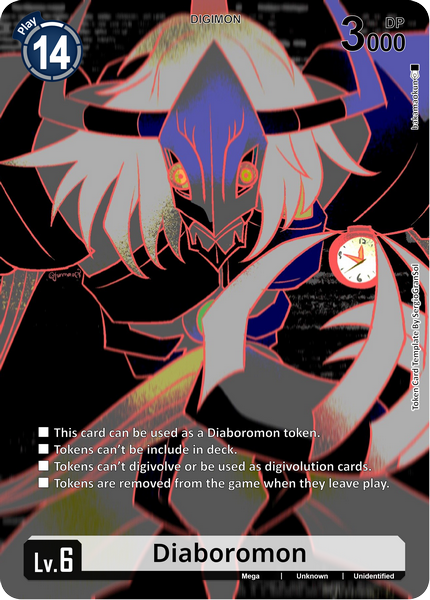 DIGIMON
Play
14
3000
DP
bakamaokun@
This card can be used as a Diaboromon token.
Tokens can't be include in deck.
Tokens can't digivolve or be used as digivolution cards.
Tokens are removed from the game when they leave play.
Token Card Template By SergioGranSol
Lv.6
Diaboromon
Mega | Unknown | Unidentified